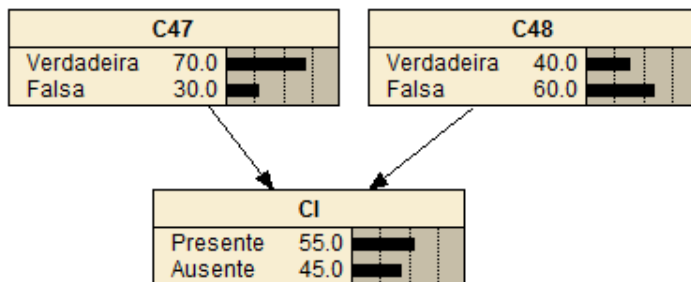 C47
Verdadeira 70.0
Falsa 30.0
C48
Verdadeira 40.0
Falsa 60.0
CI
Presente 55.0
Ausente 45.0